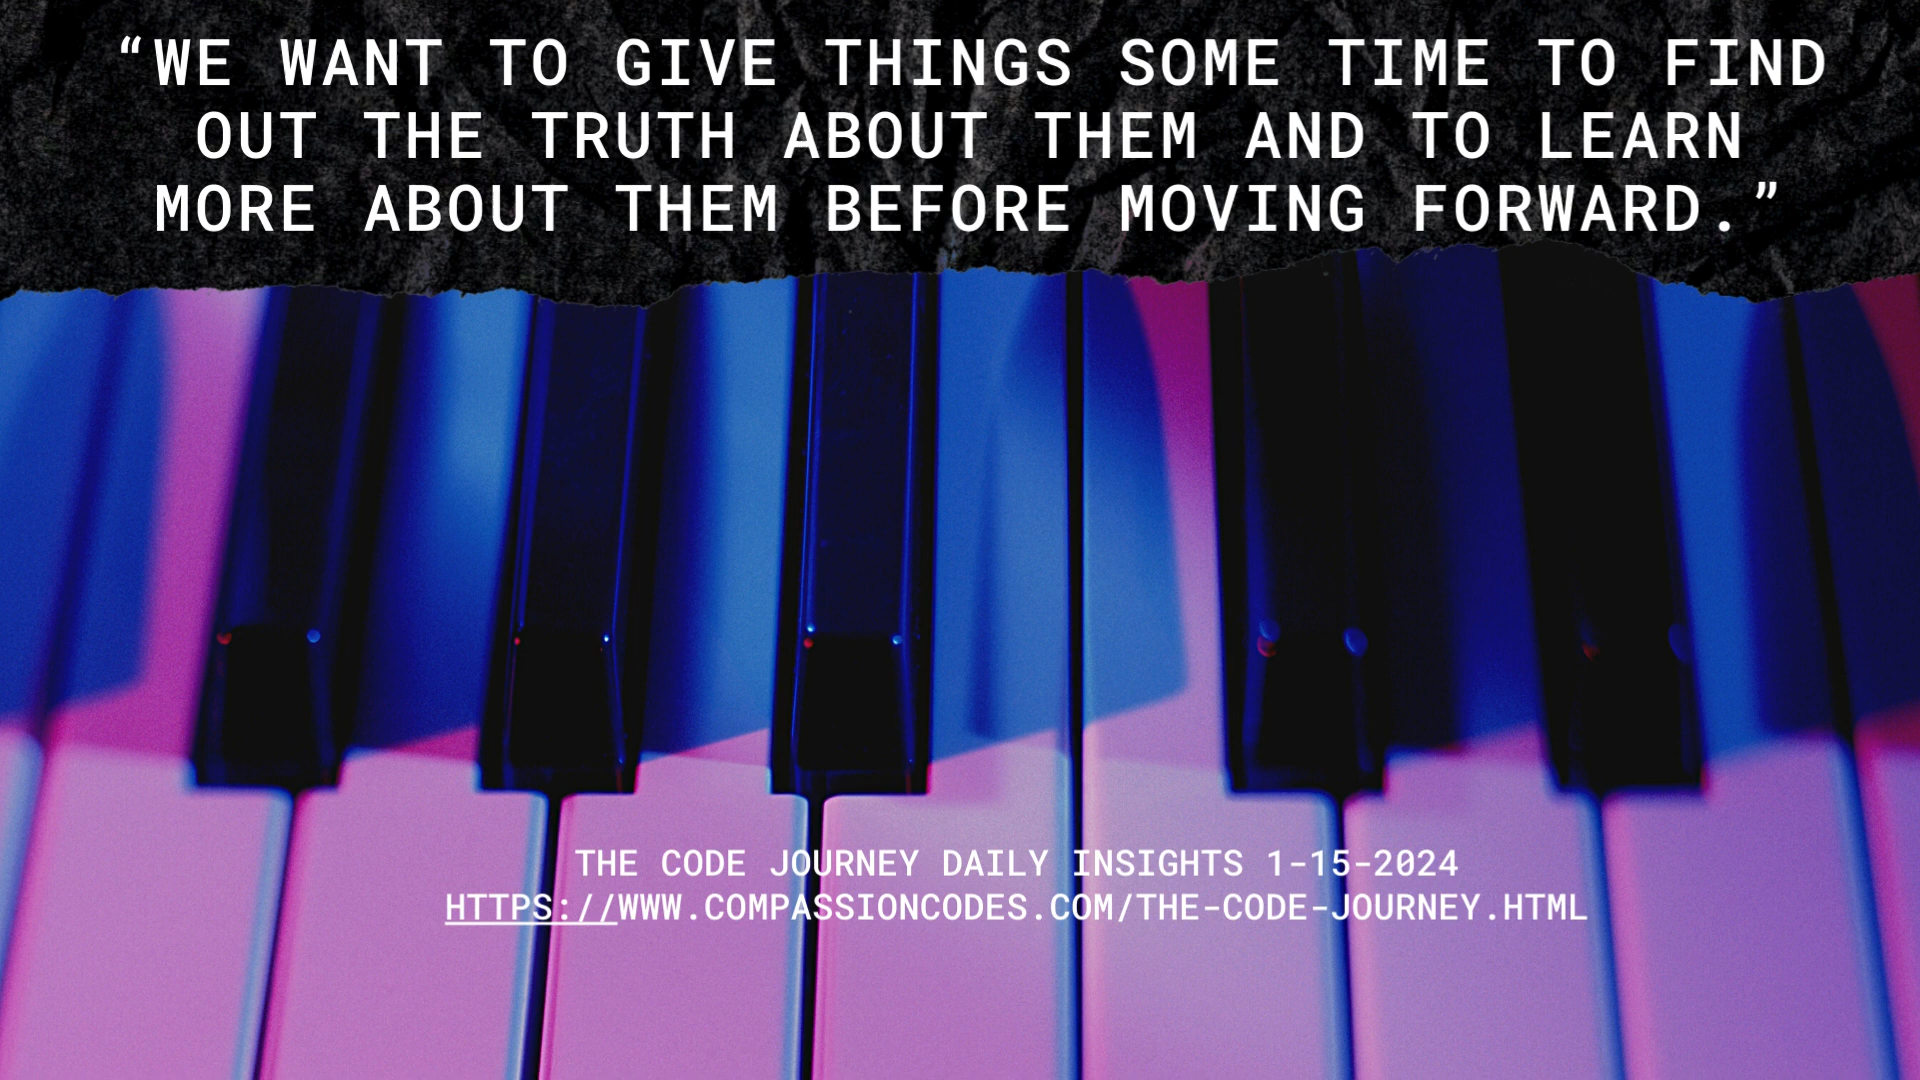 “WE WANT TO GIVE THINGS SOME TIME TO FIND
OUT THE TRUTH ABOUT THEM AND TO LEARN
MORE ABOUT THEM BEFORE MOVING FORWARD.”
THE CODE JOURNEY DAILY INSIGHTS 1-15-2024
HTTPS://WWW.COMPASSIONCODES.COM/THE-CODE-JOURNEY.HTML